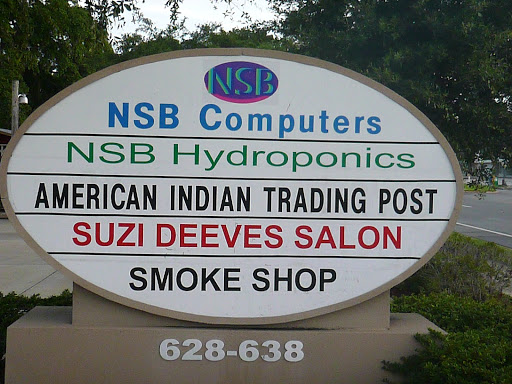 NSB
NSB Computers
NSB Hydroponics
AMERICAN INDIAN TRADING POST
SUZI DEEVES SALON
SMOKE SHOP
628-638